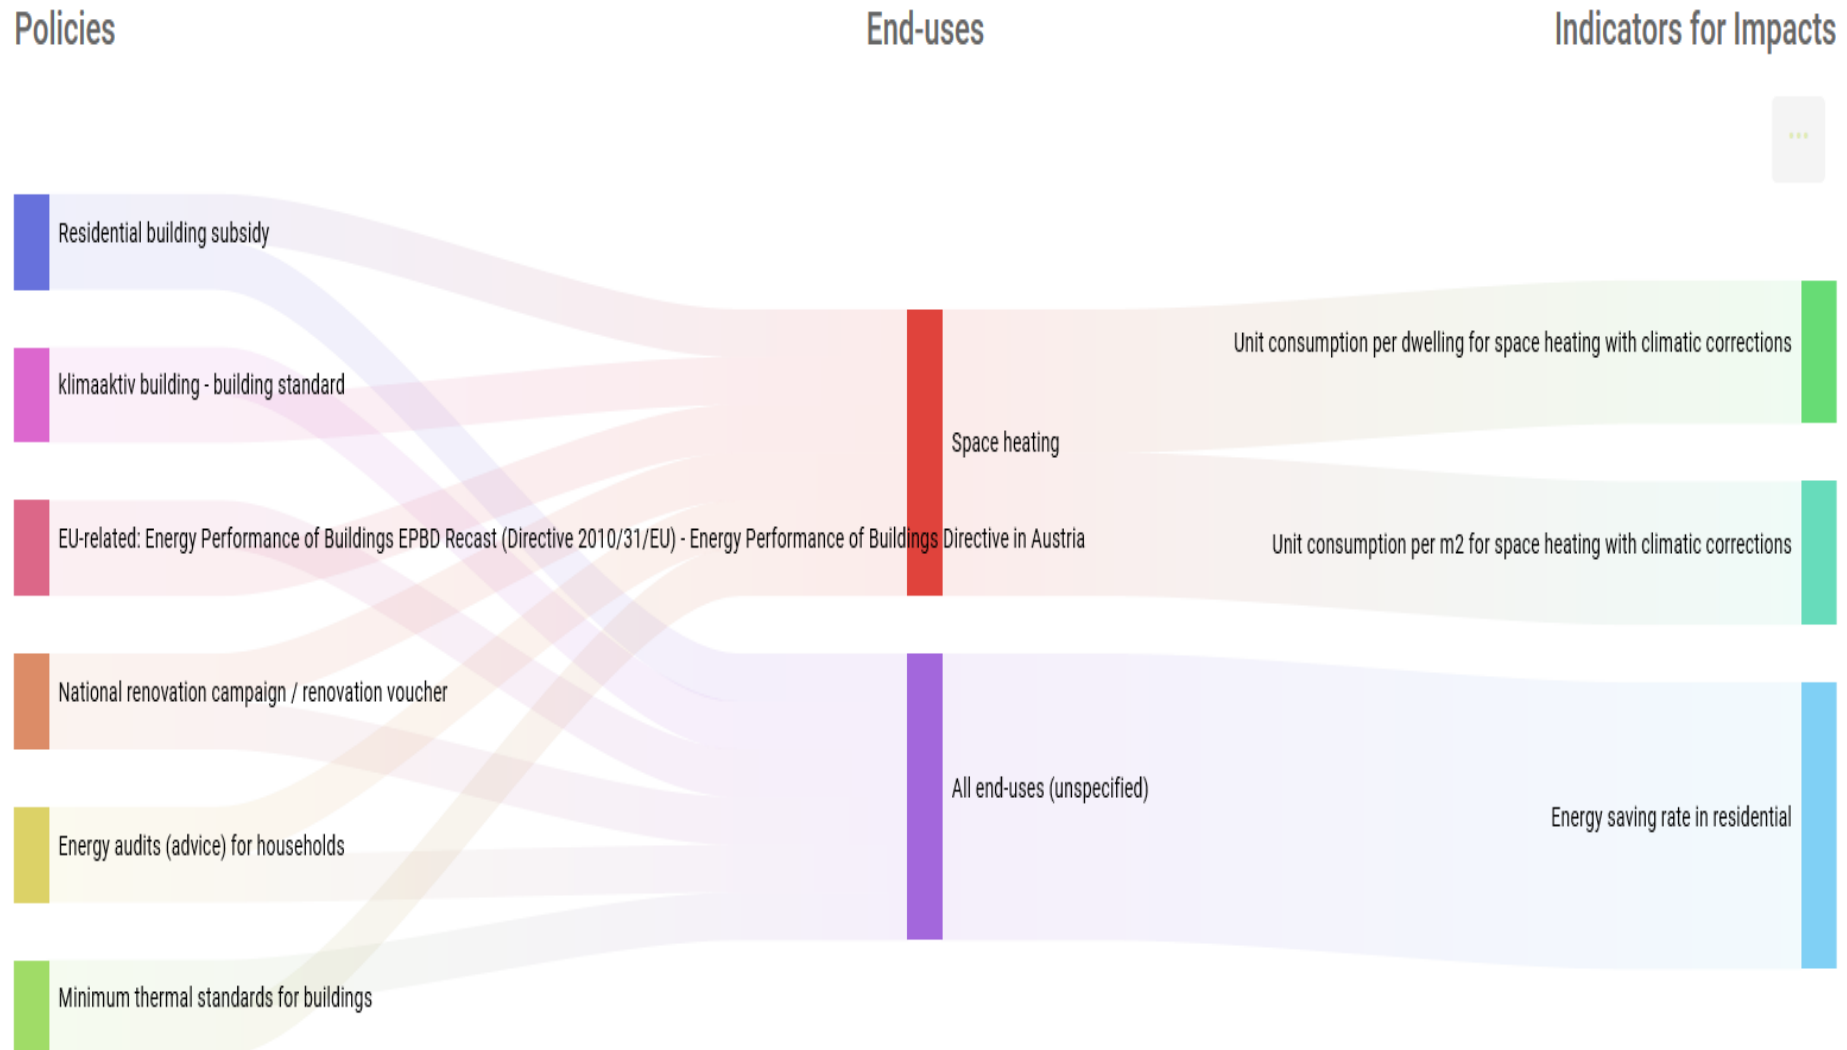 Policies
End-uses
Indicators for Impacts
...
Residential building subsidy
klimaaktiv building - building standard
EU-related: Energy Performance of Buildings EPBD Recast (Directive 2010/31/EU) - Energy Performance of Buildings Directive in Austria
National renovation campaign / renovation voucher
Energy audits (advice) for households
Minimum thermal standards for buildings
Space heating
All end-uses (unspecified)
Unit consumption per dwelling for space heating with climatic corrections
Unit consumption per m2 for space heating with climatic corrections
Energy saving rate in residential